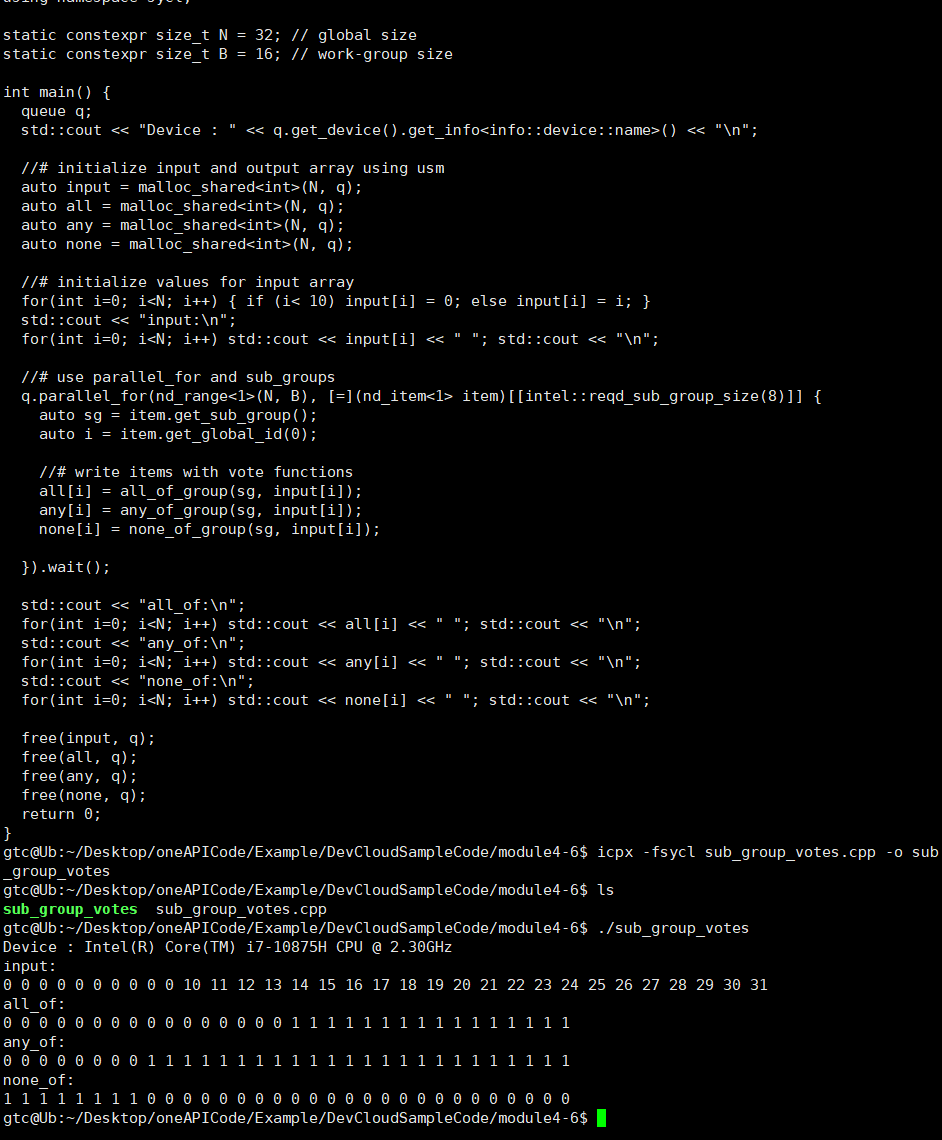 using namespace sycl;
static constexpr size_t N = 32; // global size
static constexpr size_t B = 16; // work-group size
int main() {
  queue q;
  std::cout << "Device : " << q.get_device().get_info<info::device::name>() << "\n";
  //# initialize input and output array using usm
  auto input = malloc_shared<int>(N, q);
  auto all = malloc_shared<int>(N, q);
  auto any = malloc_shared<int>(N, q);
  auto none = malloc_shared<int>(N, q);
  //# initialize values for input array
  for(int i=0; i<N; i++) { if (i< 10) input[i] = 0; else input[i] = i; }
  std::cout << "input:\n";
  for(int i=0; i<N; i++) std::cout << input[i] << " "; std::cout << "\n";
  //# use parallel_for and sub_groups
  q.parallel_for(nd_range<1>(N, B), [=](nd_item<1> item)[[intel::reqd_sub_group_size(8)]] {
    auto sg = item.get_sub_group();
    auto i = item.get_global_id(0);
    //# write items with vote functions
    all[i] = all_of_group(sg, input[i]);
    any[i] = any_of_group(sg, input[i]);
    none[i] = none_of_group(sg, input[i]);
  }).wait();
  std::cout << "all_of:\n";
  for(int i=0; i<N; i++) std::cout << all[i] << " "; std::cout << "\n";
  std::cout << "any_of:\n";
  for(int i=0; i<N; i++) std::cout << any[i] << " "; std::cout << "\n";
  std::cout << "none_of:\n";
  for(int i=0; i<N; i++) std::cout << none[i] << " "; std::cout << "\n";
  free(input, q);
  free(all, q);
  free(any, q);
  free(none, q);
  return 0;
}
gtc@Ub:~/Desktop/oneAPICode/Example/DevCloudSampleCode/module4-6$ icpx -fsycl sub_group_votes.cpp -o sub
_group_votes
gtc@Ub:~/Desktop/oneAPICode/Example/DevCloudSampleCode/module4-6$ ls
sub_group_votes  sub_group_votes.cpp
gtc@Ub:~/Desktop/oneAPICode/Example/DevCloudSampleCode/module4-6$ ./sub_group_votes
Device : Intel(R) Core(TM) i7-10875H CPU @ 2.30GHz
input:
0 0 0 0 0 0 0 0 0 0 10 11 12 13 14 15 16 17 18 19 20 21 22 23 24 25 26 27 28 29 30 31
all_of:
0 0 0 0 0 0 0 0 0 0 0 0 0 0 0 0 1 1 1 1 1 1 1 1 1 1 1 1 1 1 1 1
any_of:
0 0 0 0 0 0 0 0 1 1 1 1 1 1 1 1 1 1 1 1 1 1 1 1 1 1 1 1 1 1 1 1
none_of:
1 1 1 1 1 1 1 1 0 0 0 0 0 0 0 0 0 0 0 0 0 0 0 0 0 0 0 0 0 0 0 0
gtc@Ub:~/Desktop/oneAPICode/Example/DevCloudSampleCode/module4-6$